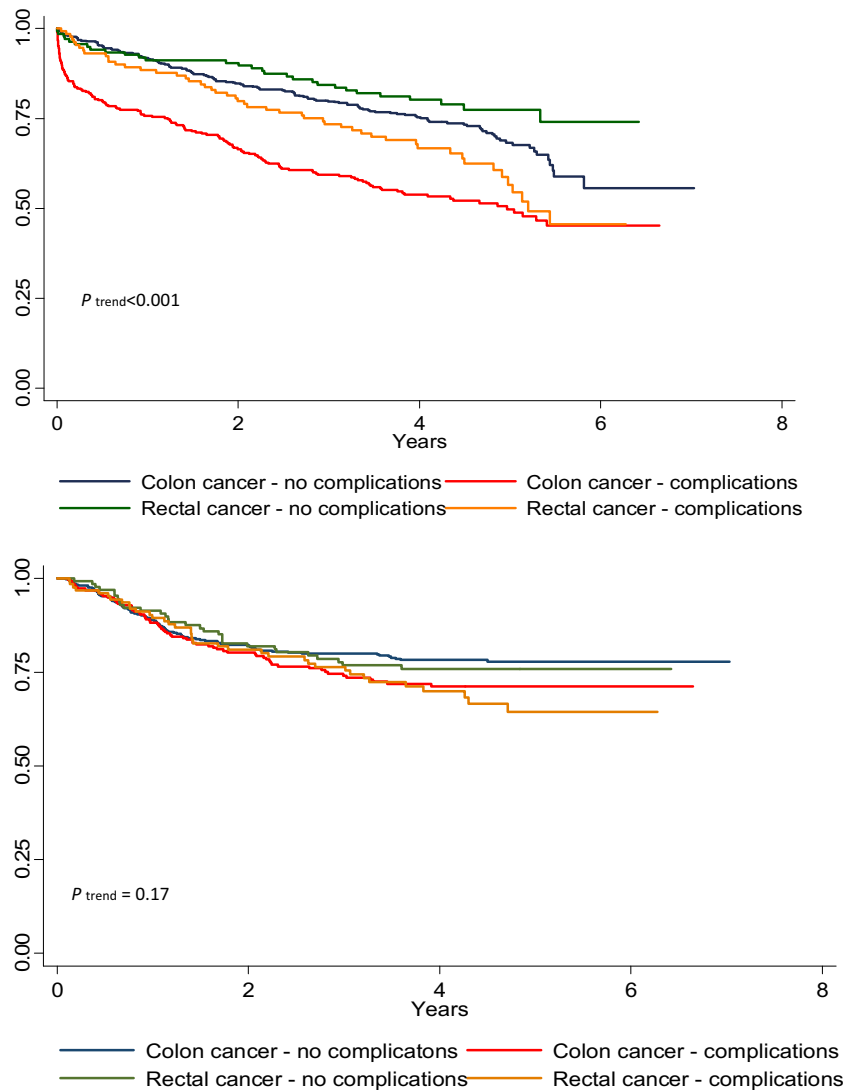 1.00
0.75
0.50
0.25
0.00
P trend<0.001
0 2 4 6 8
Years
Colon cancer - no complications Colon cancer - complications
Rectal cancer - no complications Rectal cancer - complications
1.00
0.75
0.50
0.25
0.00
P trend = 0.17
0 2 4 6 8
Years
Colon cancer - no complicatons Colon cancer - complications
Rectal cancer - no complications Rectal cancer - complications